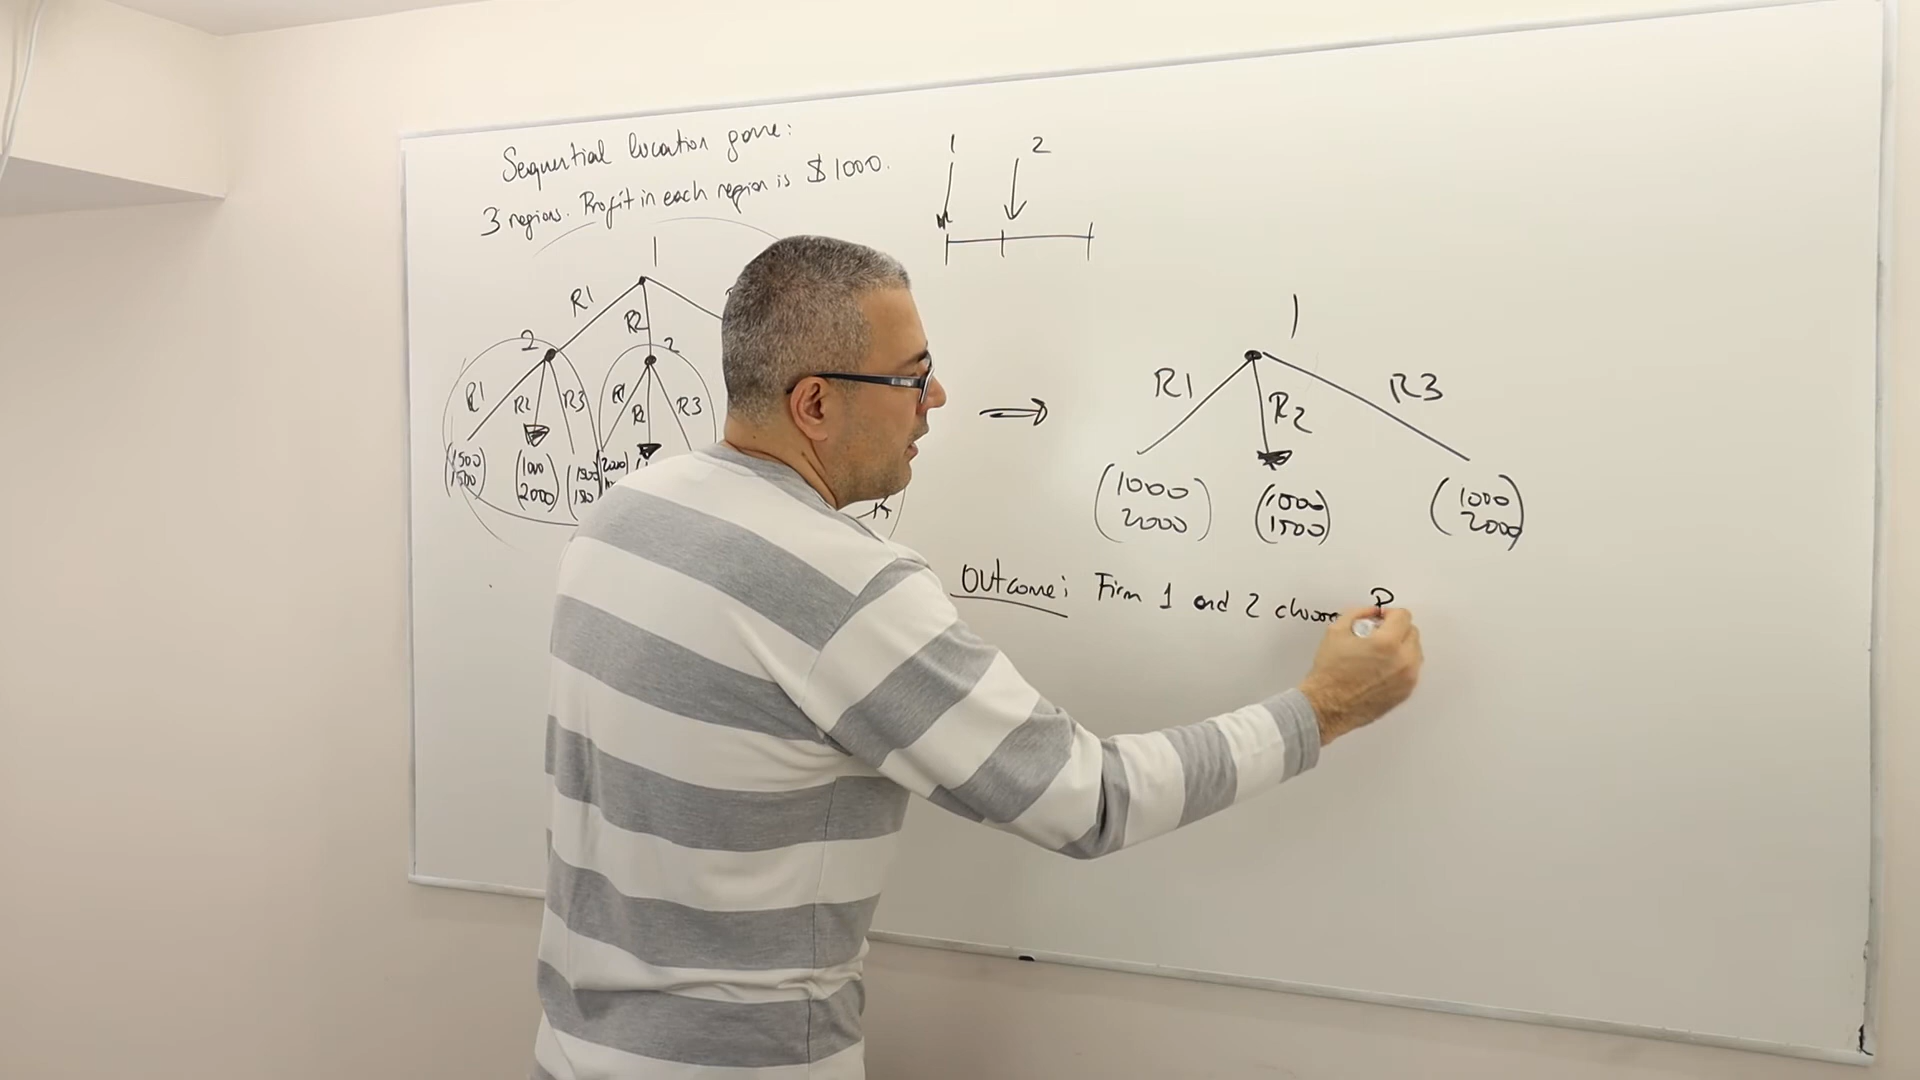 Sequential location game:
3 regions. Profit in each region is $1000.
1 2
1
R1 R2
2 2
R1 R2 R3 R1 R2 R3
(1500 1500) (1000 2000)
1
R1 R2 R3
(1000 2000) (1000 1500) (1000 2000)
Outcome: Firm 1 and 2 choose